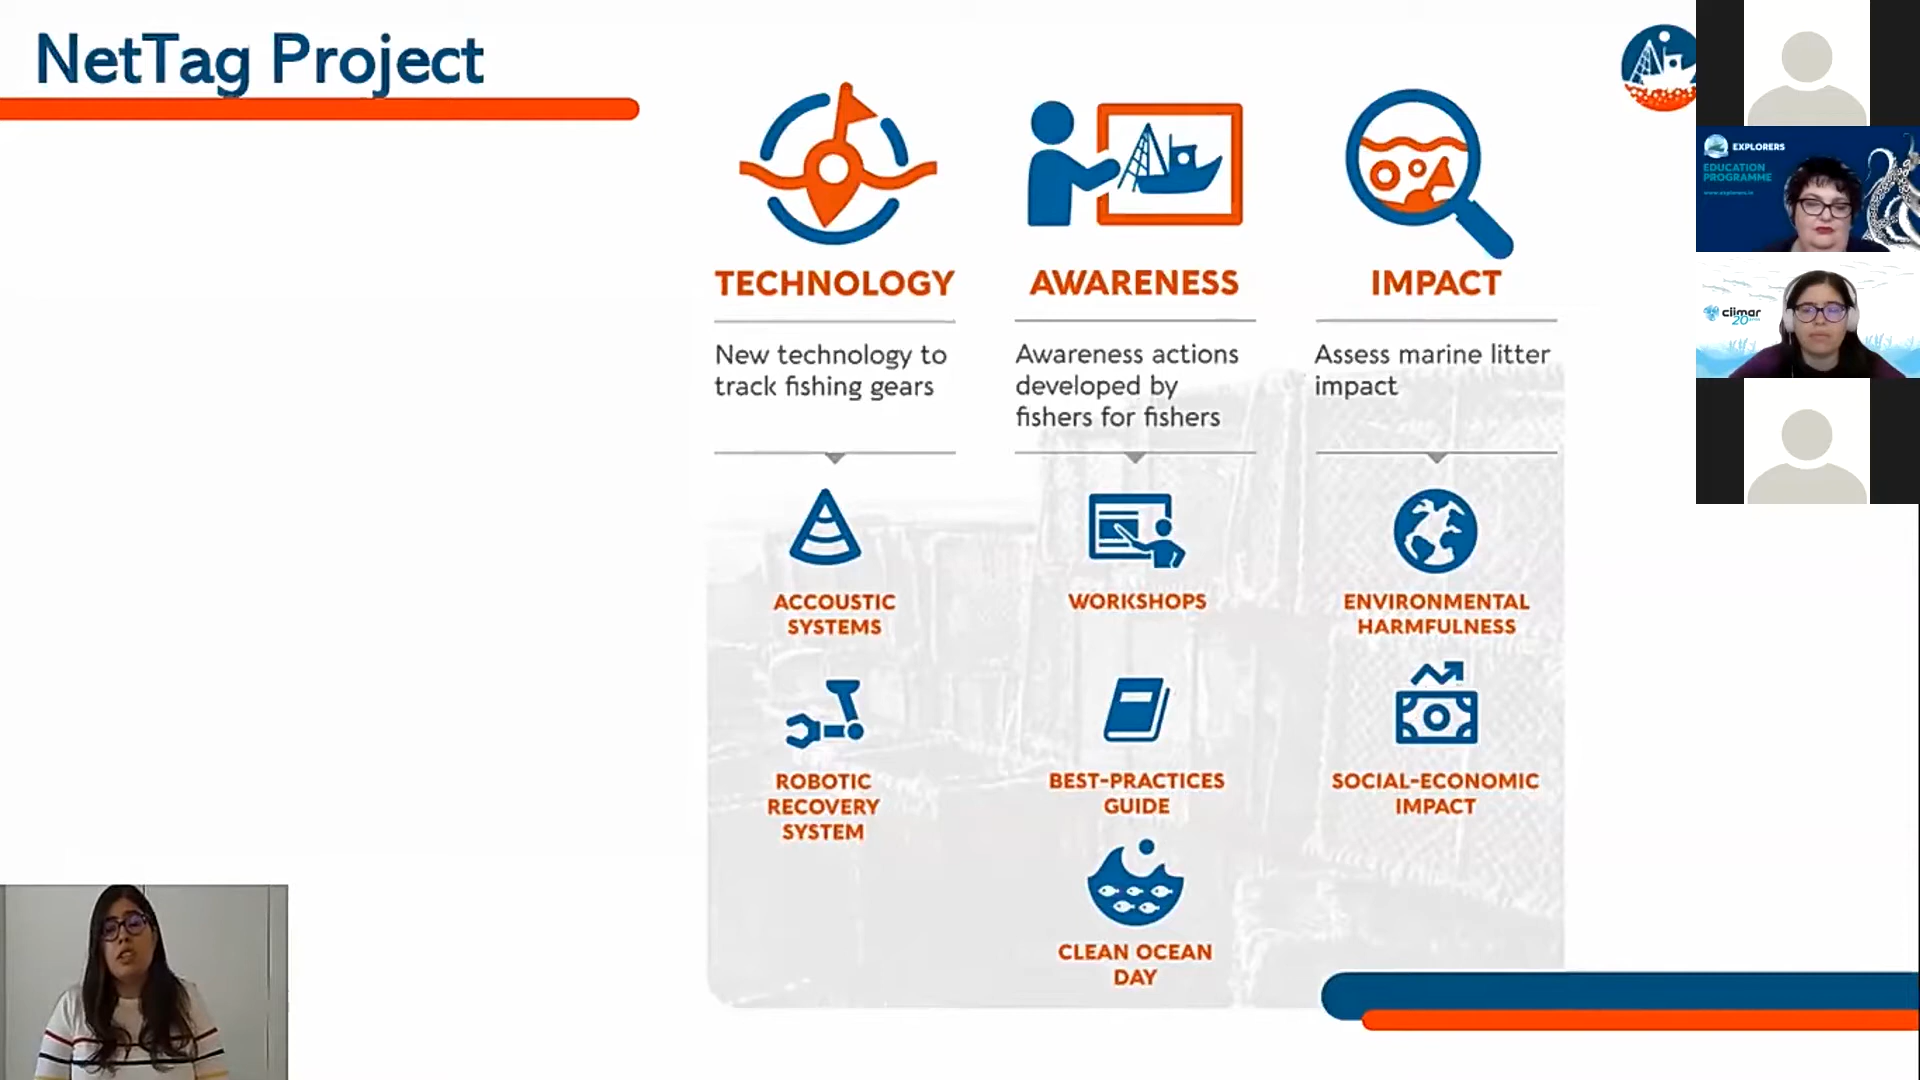 NetTag Project
TECHNOLOGY
New technology to
track fishing gears
ACCOUSTIC
SYSTEMS
ROBOTIC
RECOVERY
SYSTEM
AWARENESS
Awareness actions
developed by
fishers for fishers
WORKSHOPS
BEST-PRACTICES
GUIDE
CLEAN OCEAN
DAY
IMPACT
Assess marine litter
impact
ENVIRONMENTAL
HARMFULNESS
SOCIAL-ECONOMIC
IMPACT
EXPLORERS
EDUCATION
PROGRAMME
www.explorers.ie
ciimar
20